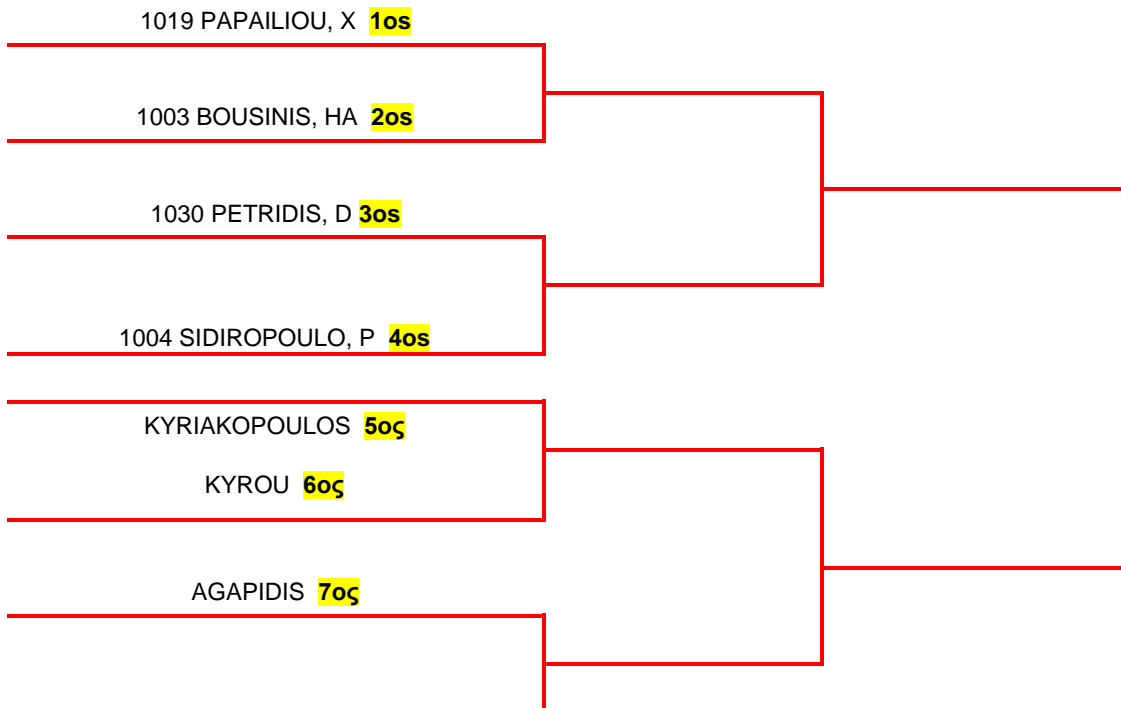 1019 PAPAILIOU, X 1os
1003 BOUSINIS, HA 2os
1030 PETRIDIS, D 3os
1004 SIDIROPOULO, P 4os
KYRIAKOPOULOS 5ος
KYROU 6ος
AGAPIDIS 7ος